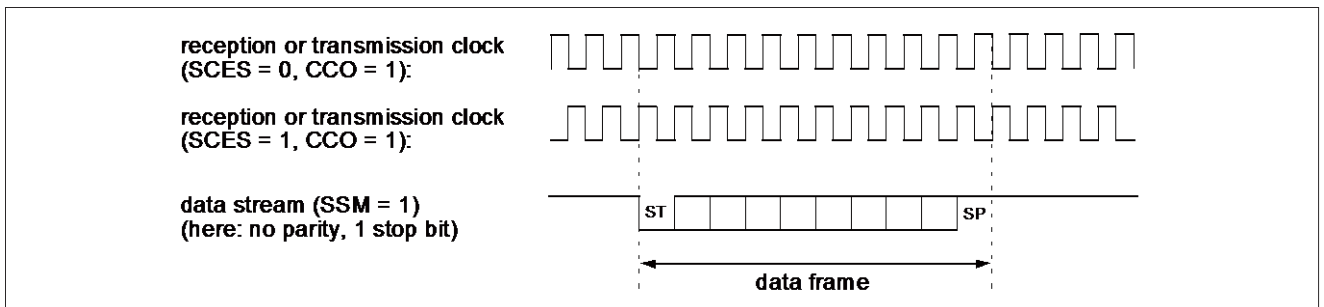 reception or transmission clock
(SCES = 0, CCO = 1):
reception or transmission clock
(SCES = 1, CCO = 1):
data stream (SSM = 1)
(here: no parity, 1 stop bit)
ST
SP
data frame